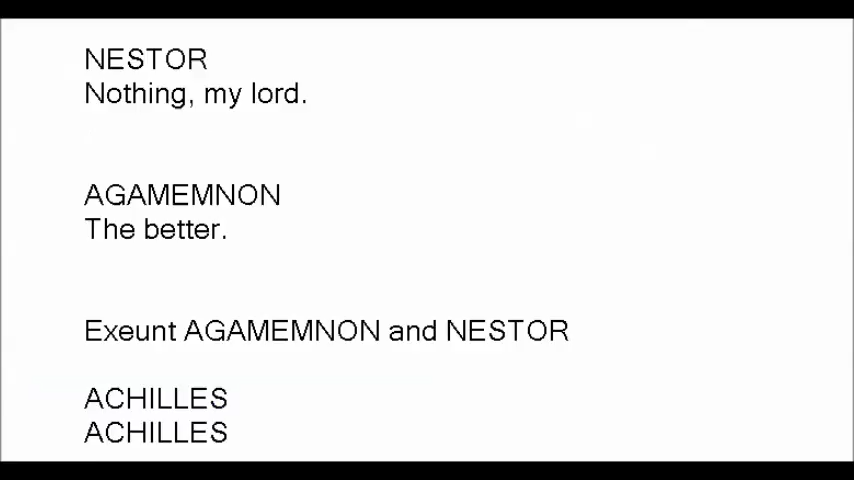 NESTOR
Nothing, my lord.
AGAMEMNON
The better.
Exeunt AGAMEMNON and NESTOR
ACHILLES
ACHILLES